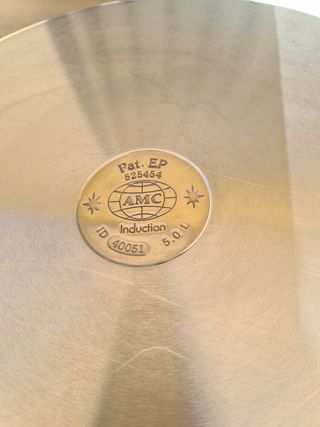 Pat. EP
525454
AMC
Induction
ID 40051 5.0 L